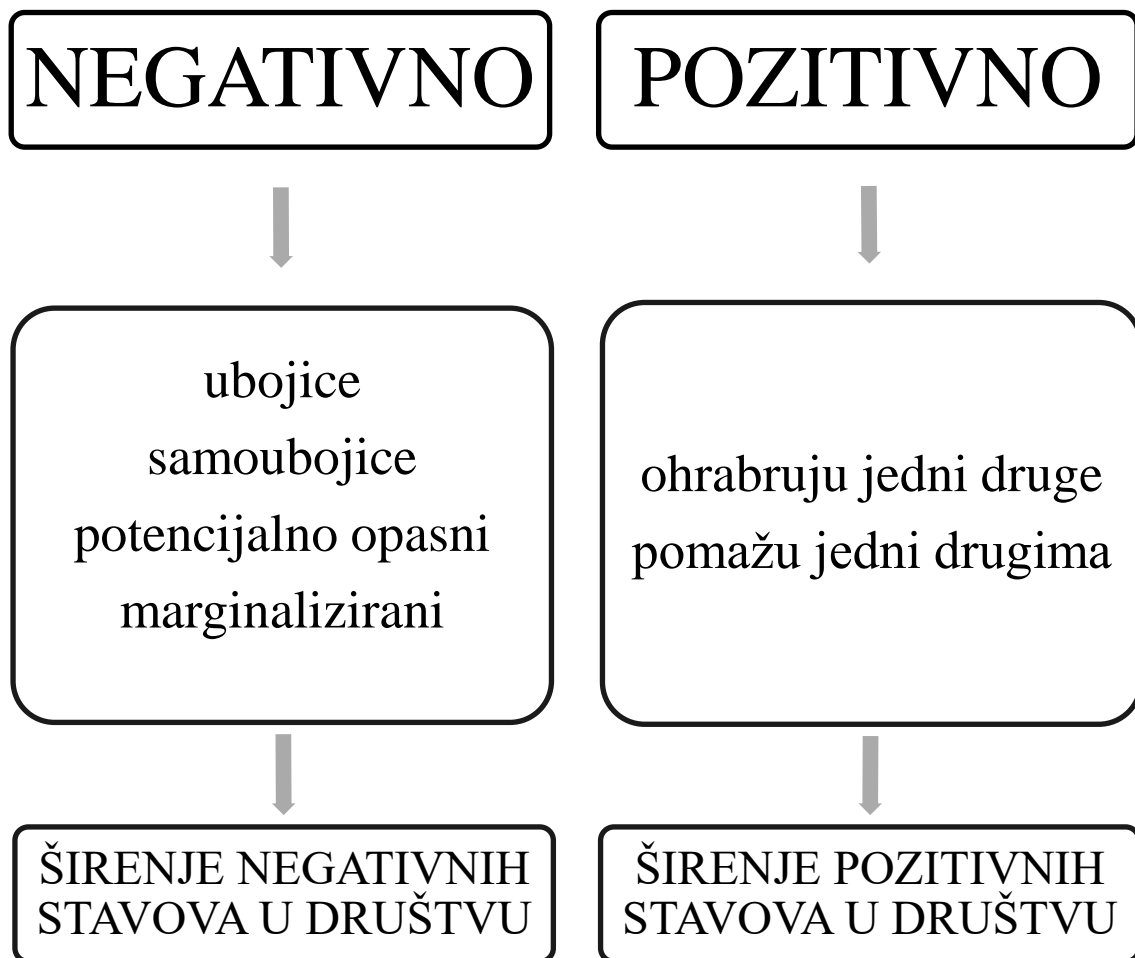 NEGATIVNO
ubojice
samoubojice
potencijalno opasni
marginalizirani
ŠIRENJE NEGATIVNIH
STAVOVA U DRUŠTVU
POZITIVNO
ohrabruju jedni druge
pomažu jedni drugima
ŠIRENJE POZITIVNIH
STAVOVA U DRUŠTVU